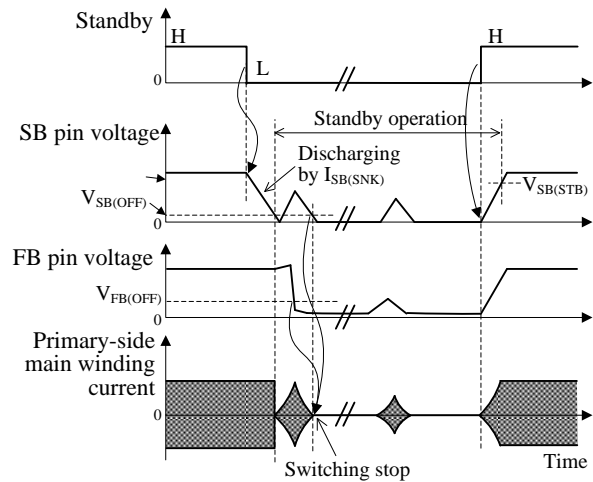 Standby
H
H
L
0
SB pin voltage
Standby operation
Discharging
by I_SB(SNK)
V_SB(STB)
V_SB(OFF)
0
FB pin voltage
V_FB(OFF)
0
Primary-side
main winding
current
0
Time
Switching stop